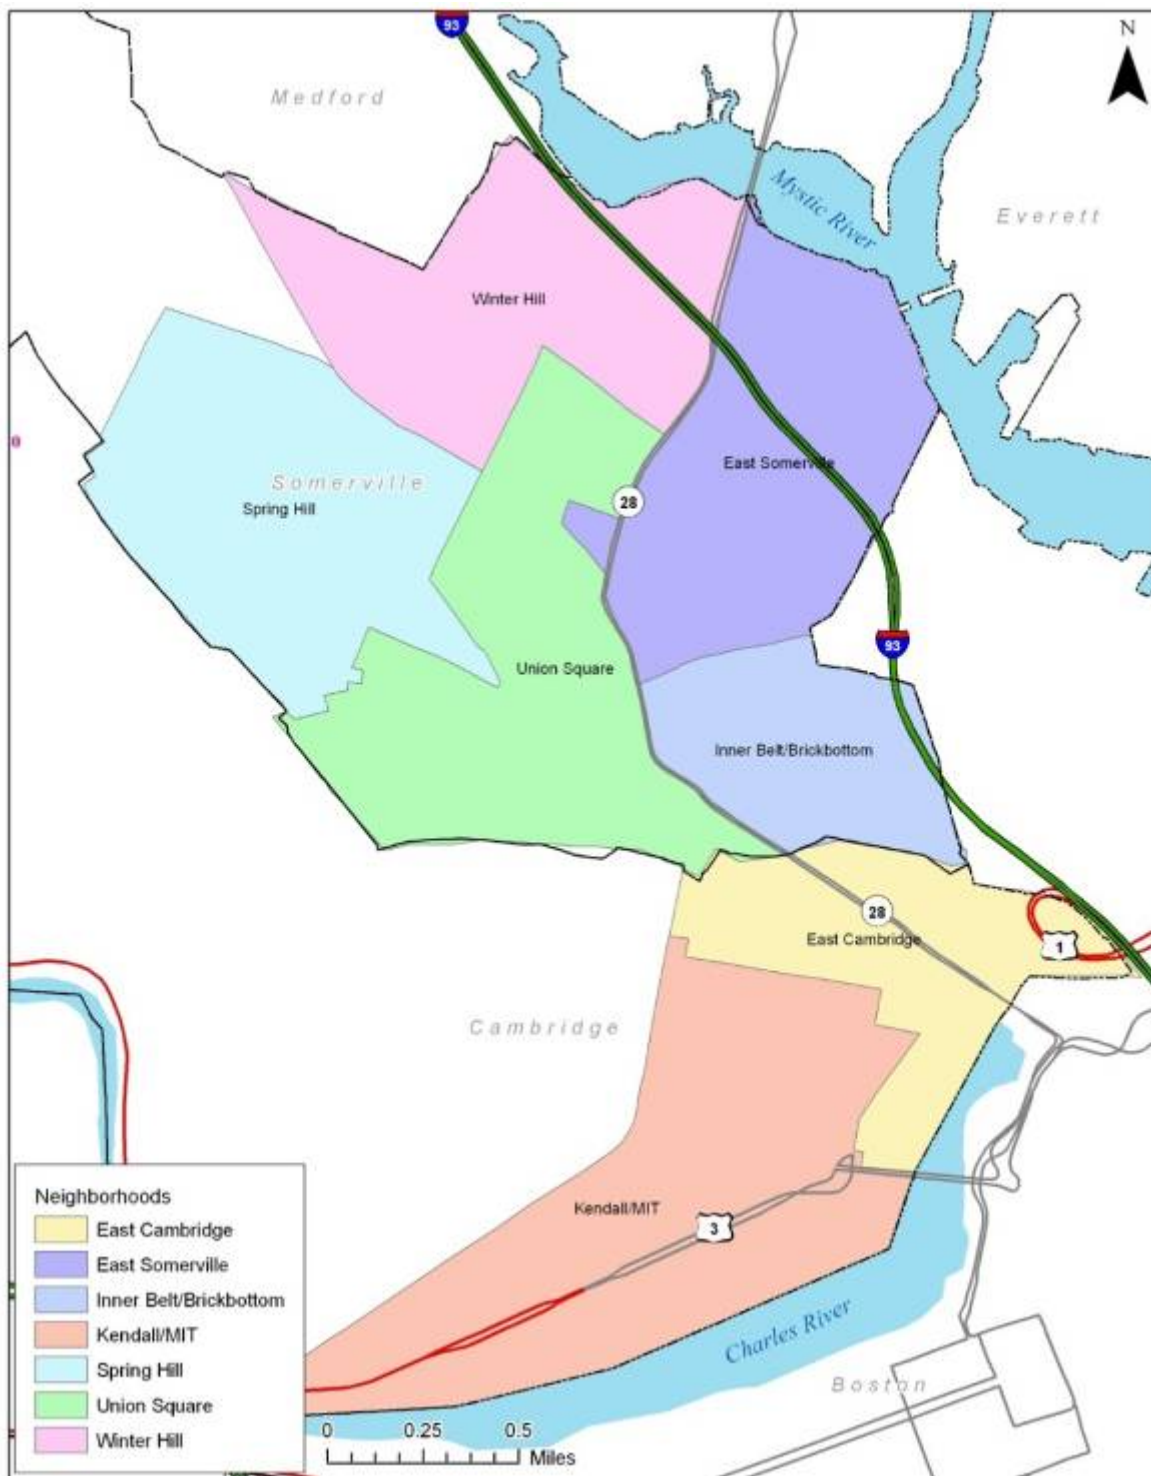 93
N
Medford
Mystic River
Everett
Winter Hill
East Somerville
Somerville
28
Spring Hill
93
Union Square
Inner Belt/Brickbottom
28
East Cambridge
1
Cambridge
Neighborhoods
East Cambridge
East Somerville
Inner Belt/Brickbottom
Kendall/MIT
Spring Hill
Union Square
Winter Hill
Kendall/MIT
3
Charles River
Boston
0 0.25 0.5
Miles